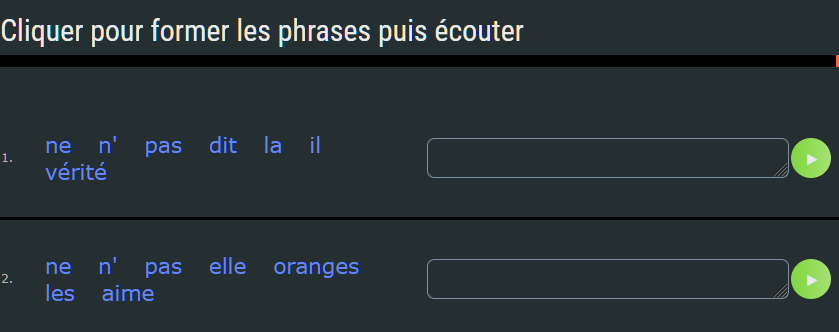 Cliquer pour former les phrases puis écouter
1. ne n' pas dit la il
vérité
2. ne n' pas elle oranges
les aime